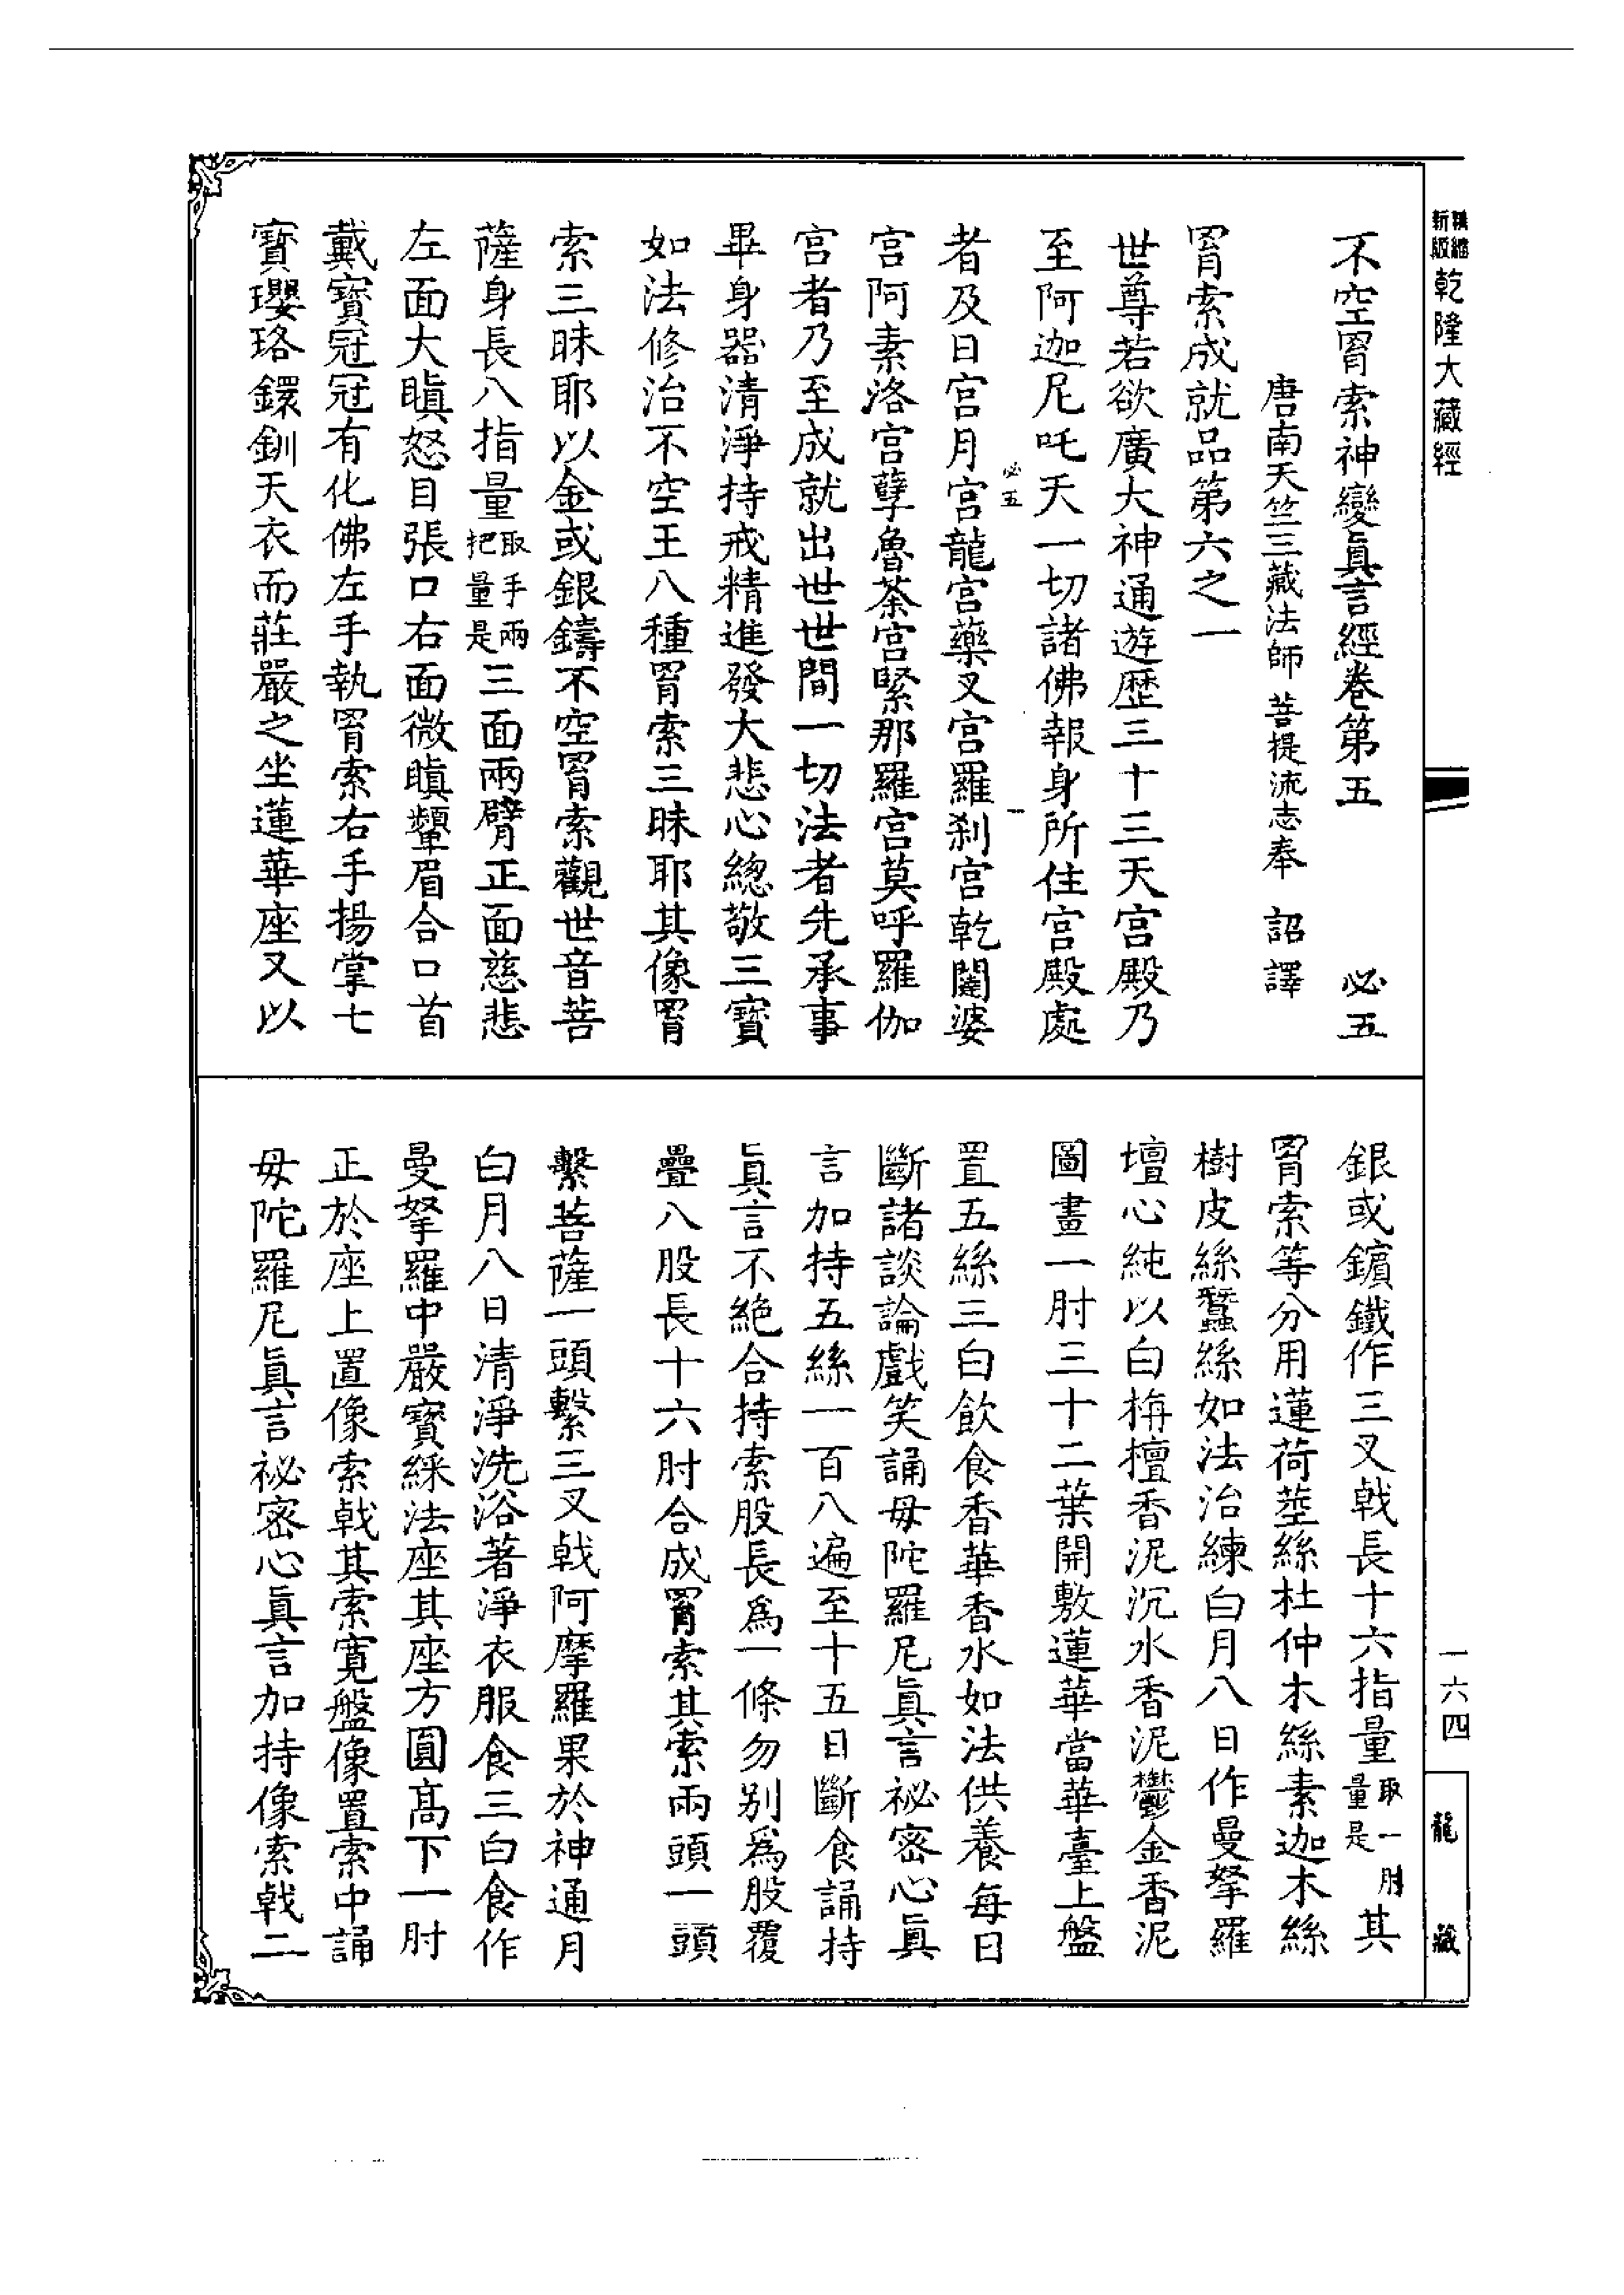 不空罥索神變眞言經卷第五　必五
唐南天竺三藏法師菩提流志奉　詔譯
罥索成就品第六之一
世尊若欲廣大神通遊歷三十三天宮殿乃
至阿迦尼吒天一切諸佛報身所住宮殿處
必五　一
者及日宮月宮龍宮藥叉宮羅刹宮乾闥婆
宮阿素洛宮孽魯荼宮緊那羅宮莫呼羅伽
宮者乃至成就出世世間一切法者先承事
畢身器清淨持戒精進發大悲心總敬三寶
如法修治不空王八種罥索三昧耶其像罥
索三昧耶以金或銀鑄不空罥索觀世音菩
薩身長八指量取手兩把量是三面兩臂正面慈悲
左面大瞋怒目張口右面微瞋顰眉合口首
戴寶冠冠有化佛左手執罥索右手揚掌七
寶瓔珞鐶釧天衣而莊嚴之坐蓮華座又以
銀或鑌鐵作三叉戟長十六指量取一肘量是其
罥索等分用蓮荷莖絲杜仲木絲素迦木絲
樹皮絲蠶絲如法治練白月八日作曼拏羅
壇心純以白栴檀香泥沉水香泥鬱金香泥
圖畫一肘三十二葉開敷蓮華當華臺上盤
置五絲三白飲食香華香水如法供養每日
斷諸談論戲笑誦母陀羅尼眞言祕密心眞
言加持五絲一百八遍至十五日斷食誦持
眞言不絕合持索股長爲一條勿別爲股覆
疊八股長十六肘合成罥索其索兩頭一頭
繫菩薩一頭繫三叉戟阿摩羅果於神通月
白月八日清淨洗浴著淨衣服食三白食作
曼拏羅中嚴寶綵法座其座方圓高下一肘
正於座上置像索戟其索寬盤像置索中誦
母陀羅尼眞言祕密心眞言加持像索戟二
新版精縮乾隆大藏經
一六四
龍藏